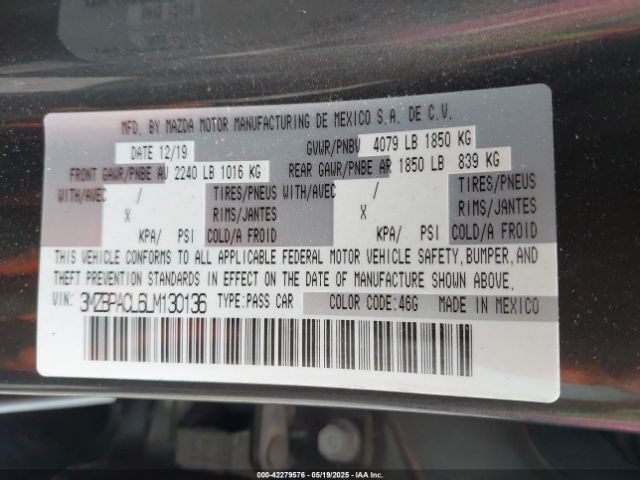 MFD. BY MAZDA MOTOR MANUFACTURING DE MEXICO S.A. DE C.V.
DATE 12/19 GVWR/PNBV 4079 LB 1850 KG
FRONT GAWR/PNBE AV 2240 LB 1016 KG REAR GAWR/PNBE AR 1850 LB 839 KG
WITH/AVEC / TIRES/PNEUS WITH/AVEC / TIRES/PNEUS
X RIMS/JANTES X RIMS/JANTES
KPA/ PSI COLD/A FROID KPA/ PSI COLD/A FROID
THIS VEHICLE CONFORMS TO ALL APPLICABLE FEDERAL MOTOR VEHICLE SAFETY, BUMPER, AND
THEFT PREVENTION STANDARDS IN EFFECT ON THE DATE OF MANUFACTURE SHOWN ABOVE.
VIN: 3MZBPACL6LM130136 TYPE:PASS CAR COLOR CODE:46G MADE IN MEXICO
000-42279576 - 05/19/2025 - IAA Inc.